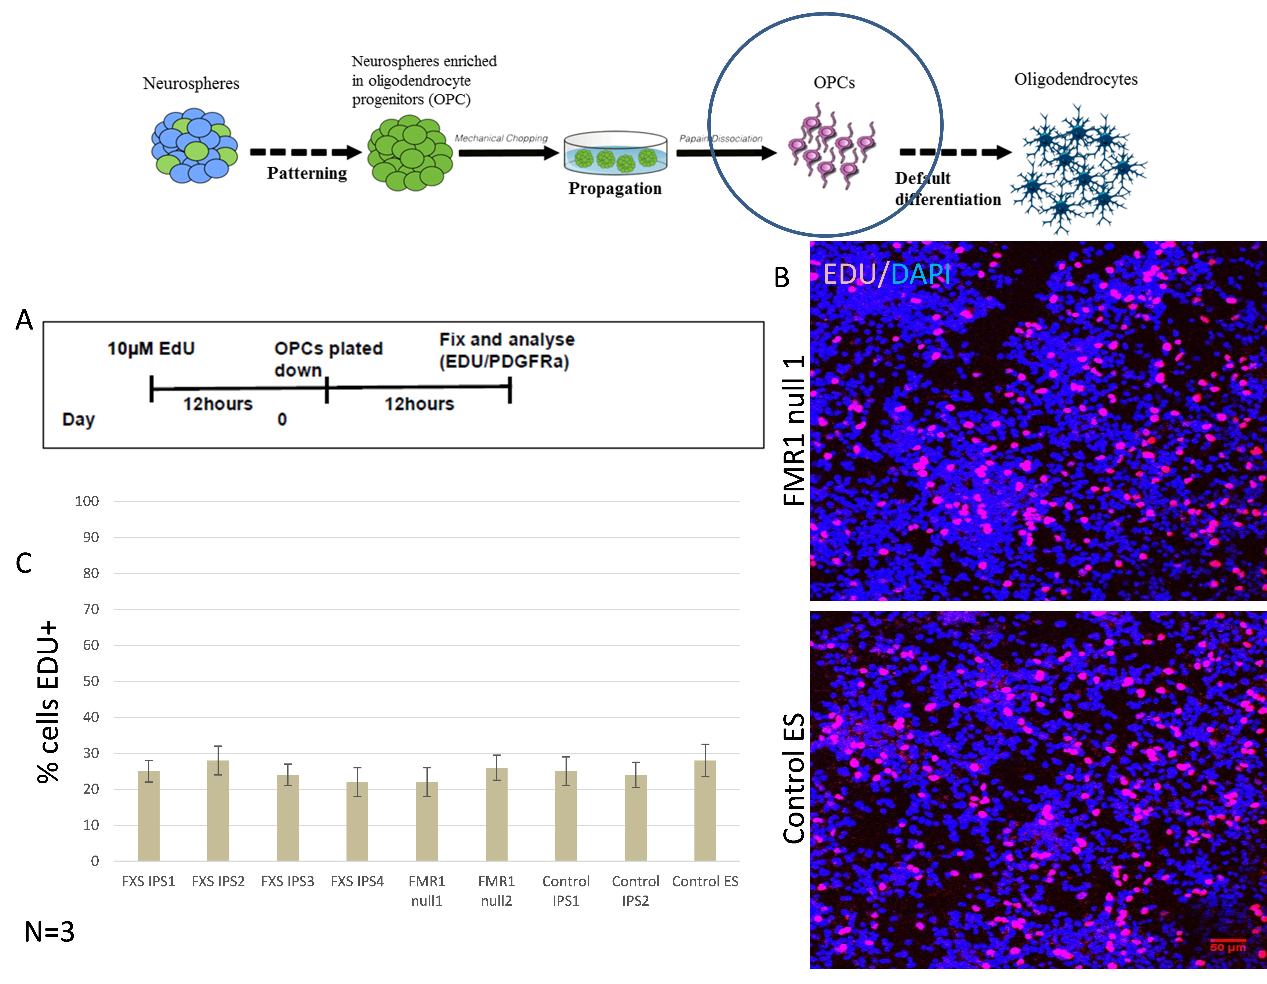 Neurospheres
Neurospheres enriched
in oligodendrocyte
progenitors (OPC)
OPCs
Oligodendrocytes
Mechanical Chopping
Papain Dissociation
Patterning
Propagation
Default
differentiation
A
10µM EdU
OPCs plated
down
Fix and analyse
(EDU/PDGFRa)
12hours
12hours
Day
0
B
EDU/DAPI
FMR1 null 1
Control ES
50 µm
C
% cells EDU+
100
90
80
70
60
50
40
30
20
10
0
FXS IPS1
FXS IPS2
FXS IPS3
FXS IPS4
FMR1
null1
FMR1
null2
Control
IPS1
Control
IPS2
Control ES
N=3